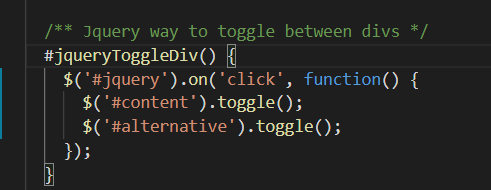 /** Jquery way to toggle between divs */
#jqueryToggleDiv() {
$('#jquery').on('click', function() {
$('#content').toggle();
$('#alternative').toggle();
});
}